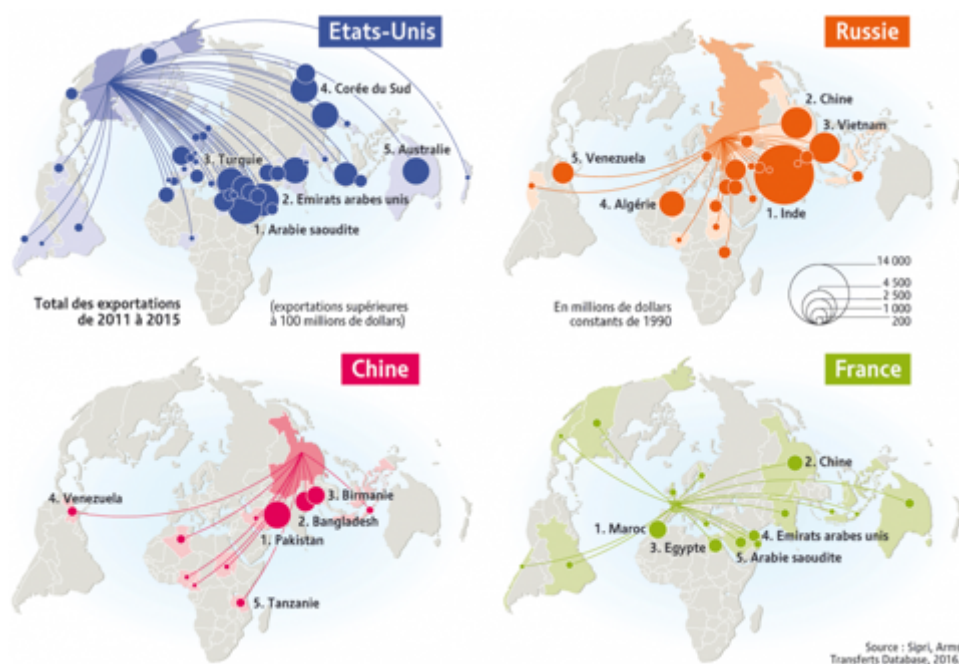 Etats-Unis
4. Corée du Sud
5. Australie
3. Turquie
2. Emirats arabes unis
1. Arabie saoudite
Total des exportations
de 2011 à 2015
(exportations supérieures
à 100 millions de dollars)
Russie
2. Chine
3. Vietnam
5. Venezuela
4. Algérie
1. Inde
En millions de dollars
constants de 1990
14 000
4 500
2 500
1 000
200
Chine
4. Venezuela
3. Birmanie
2. Bangladesh
1. Pakistan
5. Tanzanie
France
2. Chine
1. Maroc
4. Emirats arabes unis
3. Egypte
5. Arabie saoudite
Source : Sipri, Arms
Transferts Database, 2016